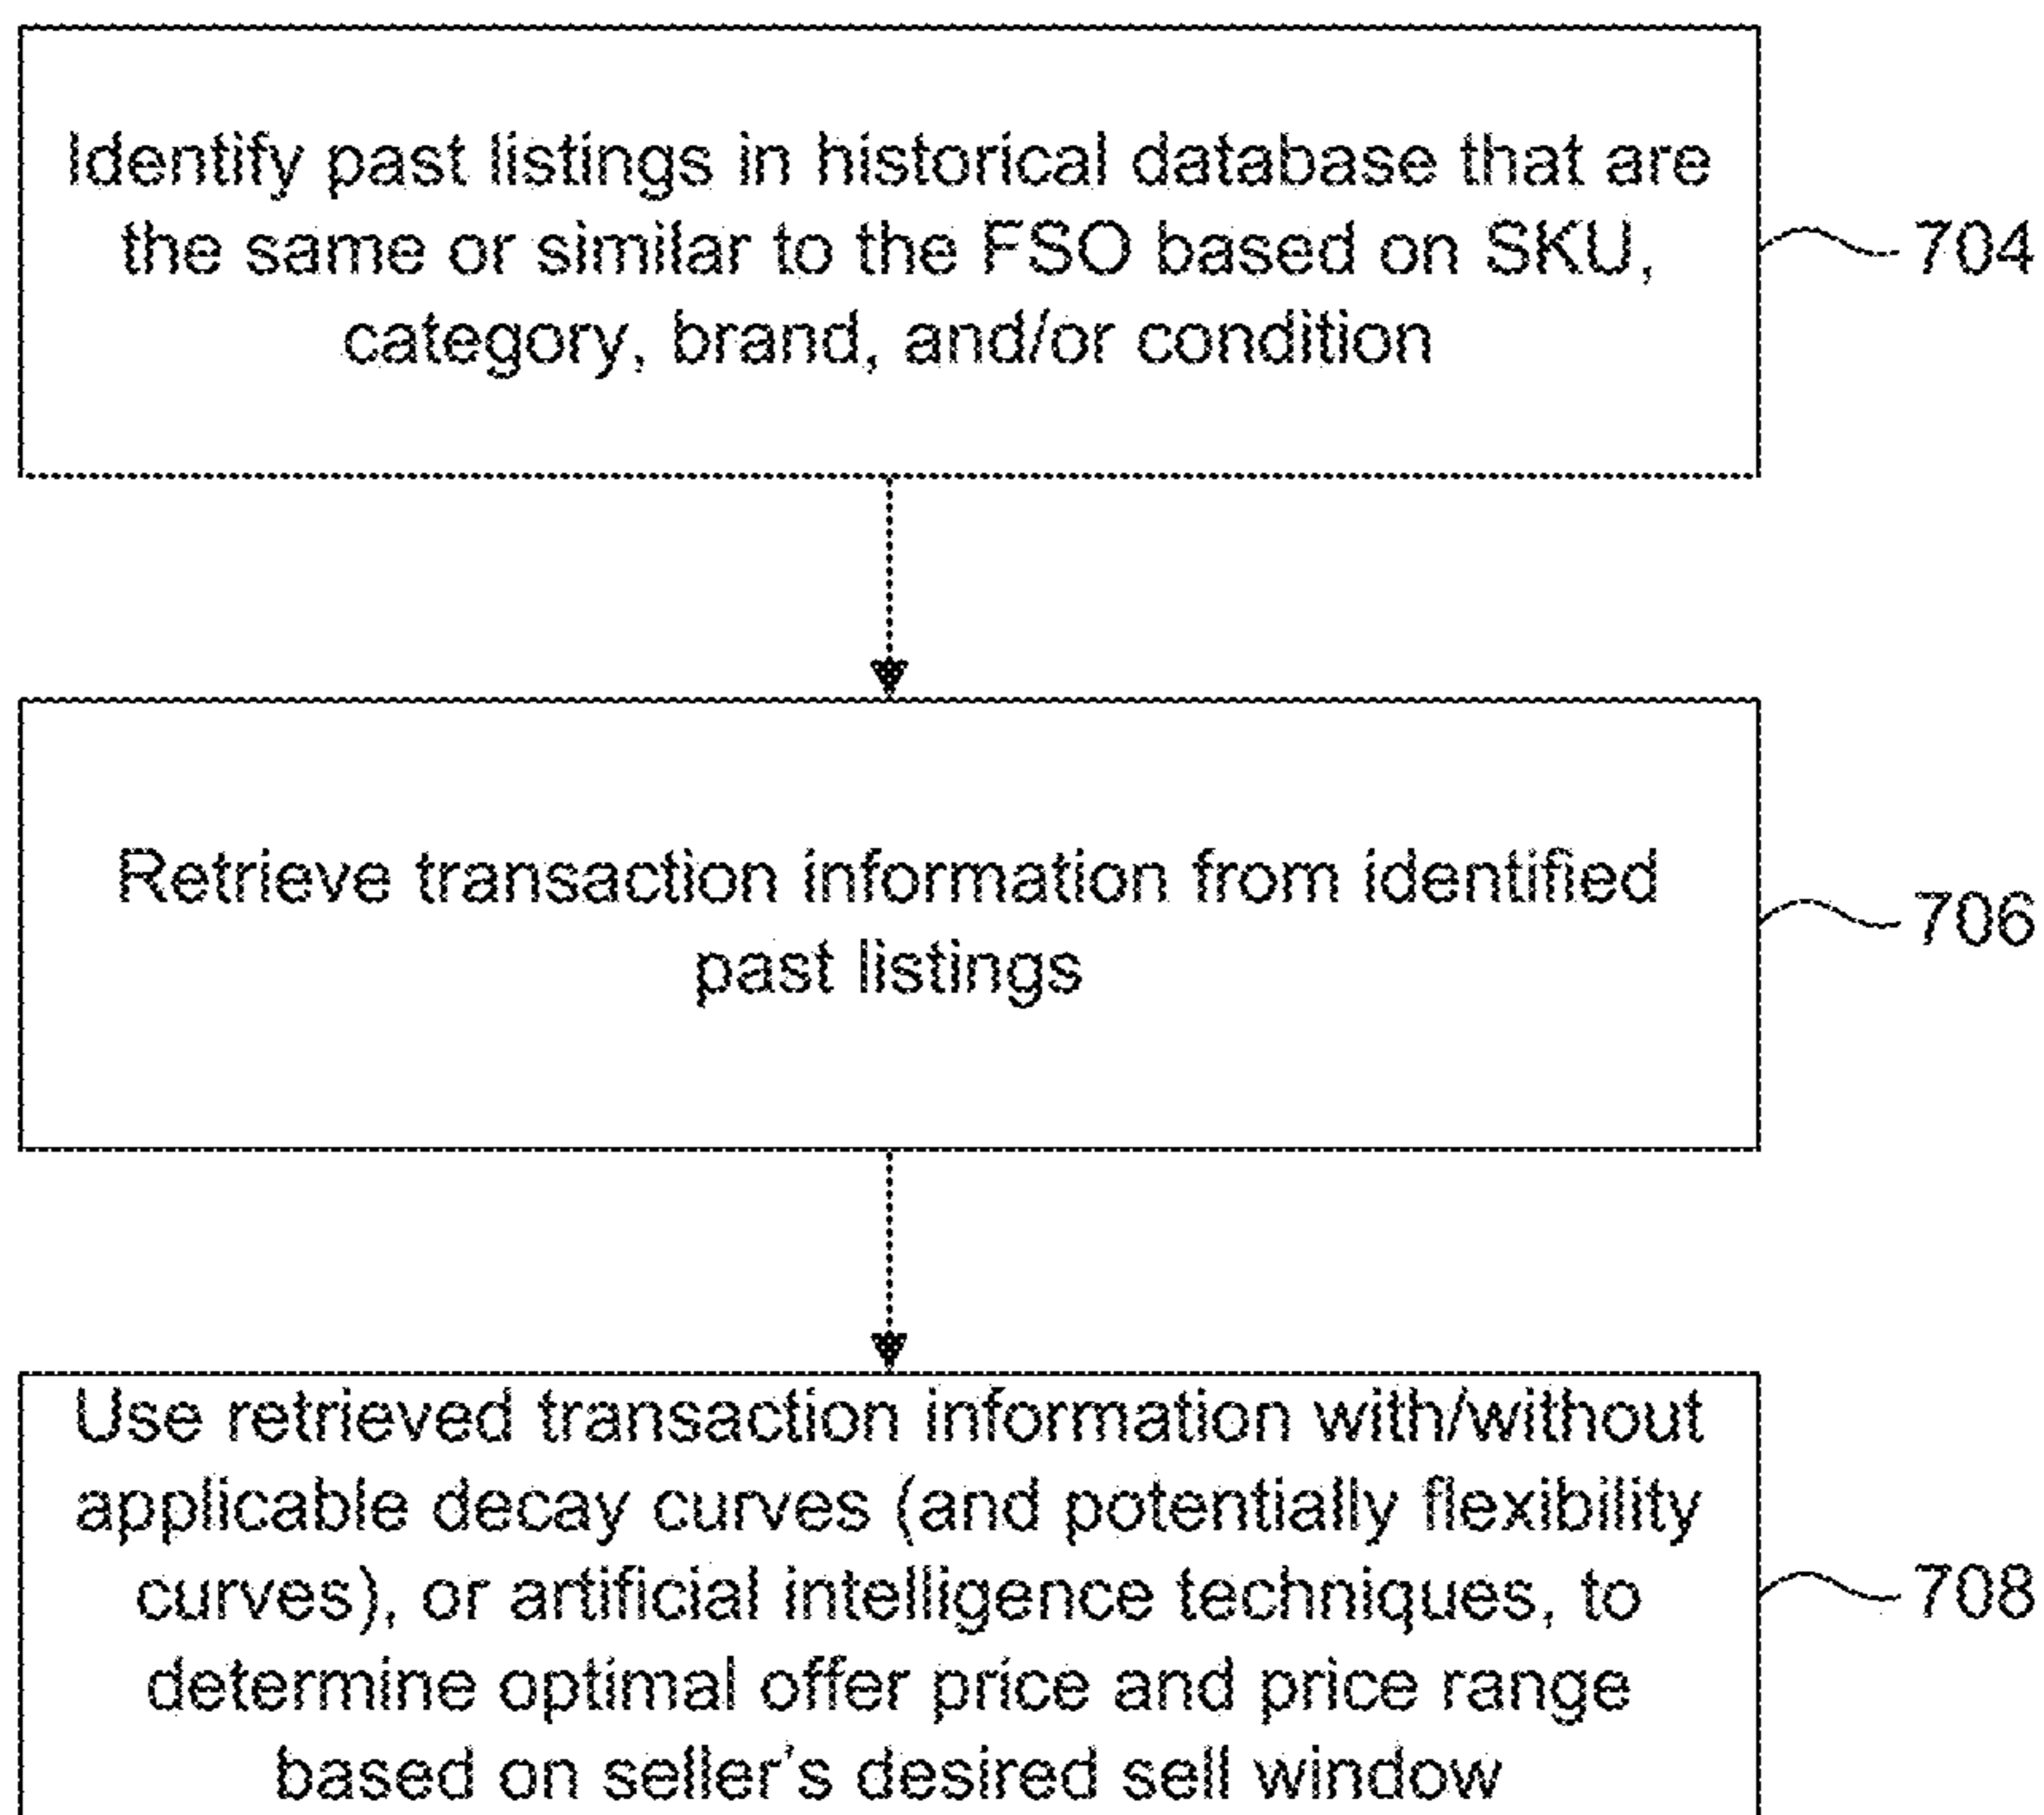 Identify past listings in historical database that are
the same or similar to the FSO based on SKU,
category, brand, and/or condition
704
Retrieve transaction information from identified
past listings
706
Use retrieved transaction information with/without
applicable decay curves (and potentially flexibility
curves), or artificial intelligence techniques, to
determine optimal offer price and price range
based on seller's desired sell window
708